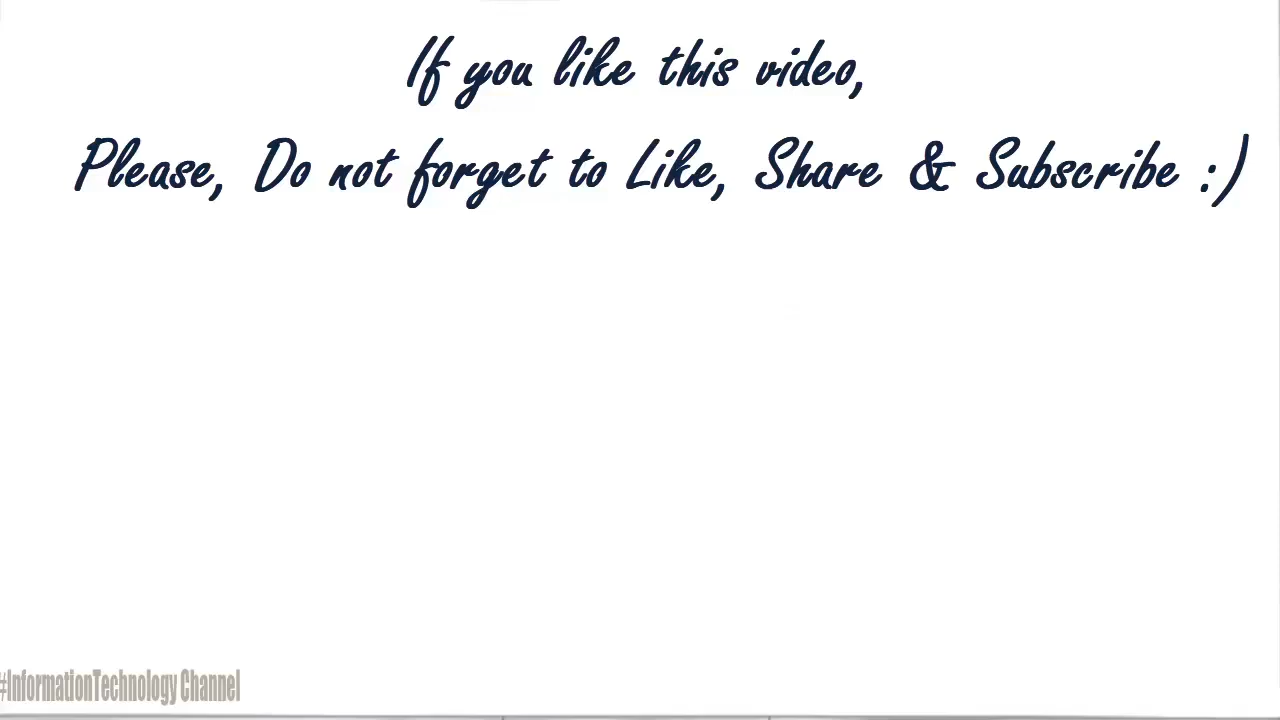 If you like this video,
Please, Do not forget to Like, Share & Subscribe :)
#InformationTechnology Channel